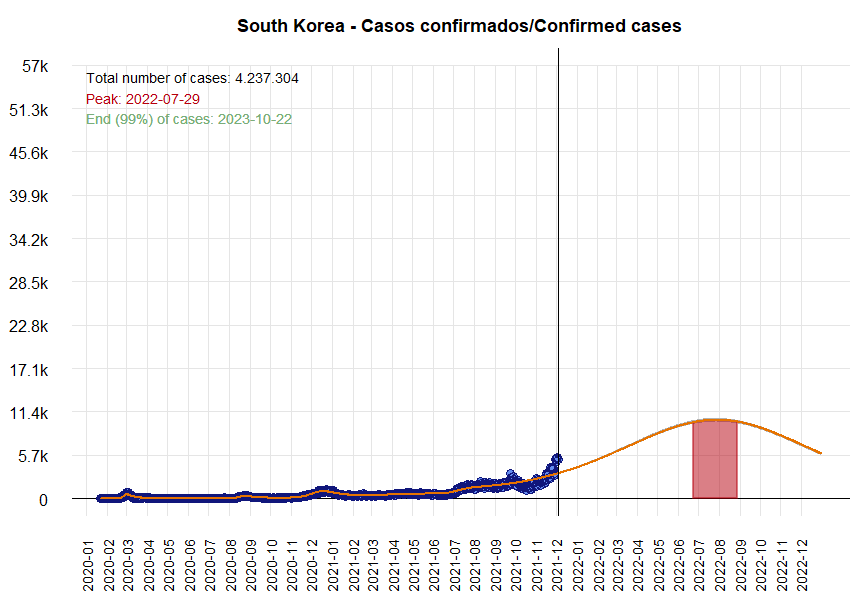 South Korea - Casos confirmados/Confirmed cases
57k
Total number of cases: 4.237.304
Peak: 2022-07-29
End (99%) of cases: 2023-10-22
51.3k
45.6k
39.9k
34.2k
28.5k
22.8k
17.1k
11.4k
5.7k
0
2020-01
2020-02
2020-03
2020-04
2020-05
2020-06
2020-07
2020-08
2020-09
2020-10
2020-11
2020-12
2021-01
2021-02
2021-03
2021-04
2021-05
2021-06
2021-07
2021-08
2021-09
2021-10
2021-11
2021-12
2022-01
2022-02
2022-03
2022-04
2022-05
2022-06
2022-07
2022-08
2022-09
2022-10
2022-11
2022-12